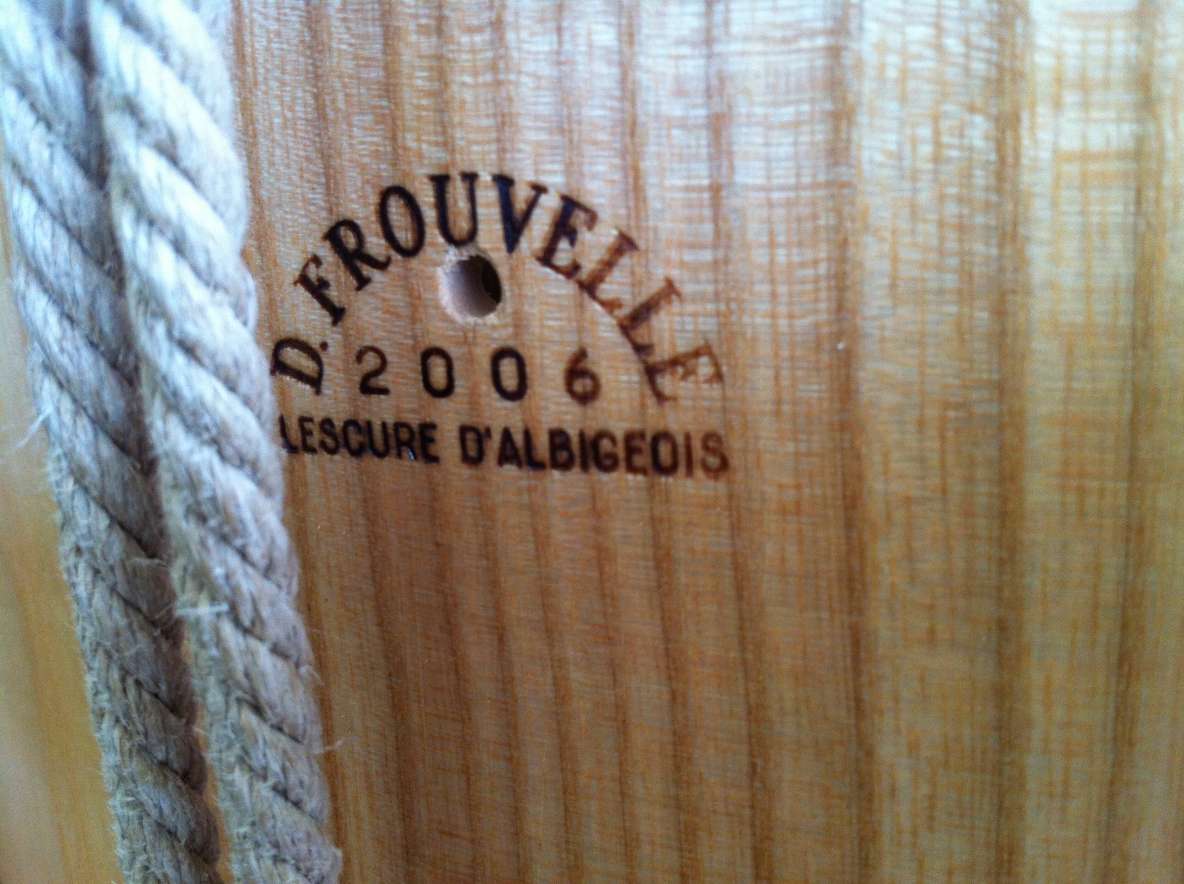 D. FROUVELLE
2006
LESCURE D'ALBIGEOIS